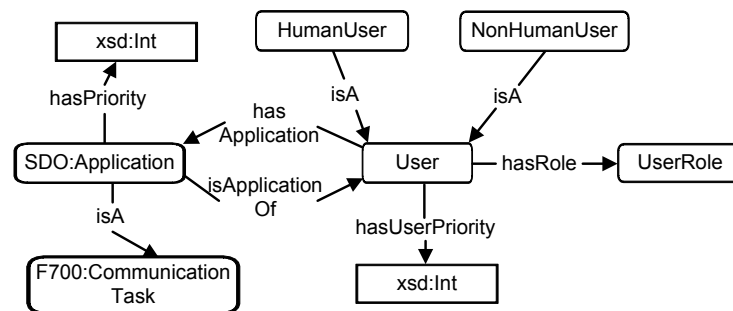 HumanUser
NonHumanUser
xsd:Int
isA
isA
hasPriority
has
Application
SDO:Application
User
hasRole
UserRole
isApplication
Of
isA
hasUserPriority
F700:Communication
Task
xsd:Int